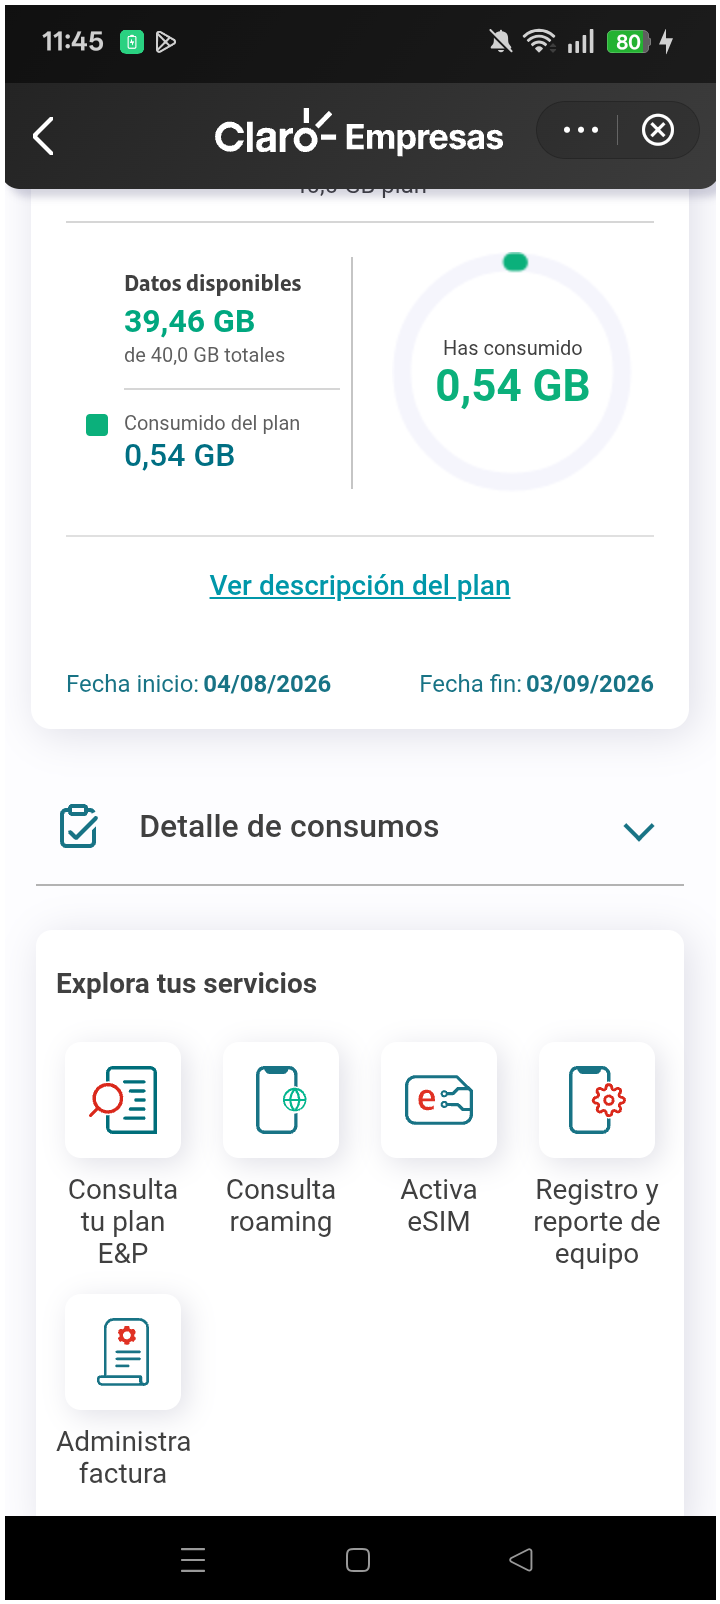 11:45
80
Claro Empresas
GB plan
Datos disponibles
39,46 GB
de 40,0 GB totales
Consumido del plan
0,54 GB
Has consumido
0,54 GB
Ver descripción del plan
Fecha inicio: 04/08/2026
Fecha fin: 03/09/2026
Detalle de consumos
Explora tus servicios
Consulta
tu plan
E&P
Consulta
roaming
Activa
eSIM
Registro y
reporte de
equipo
Administra
factura